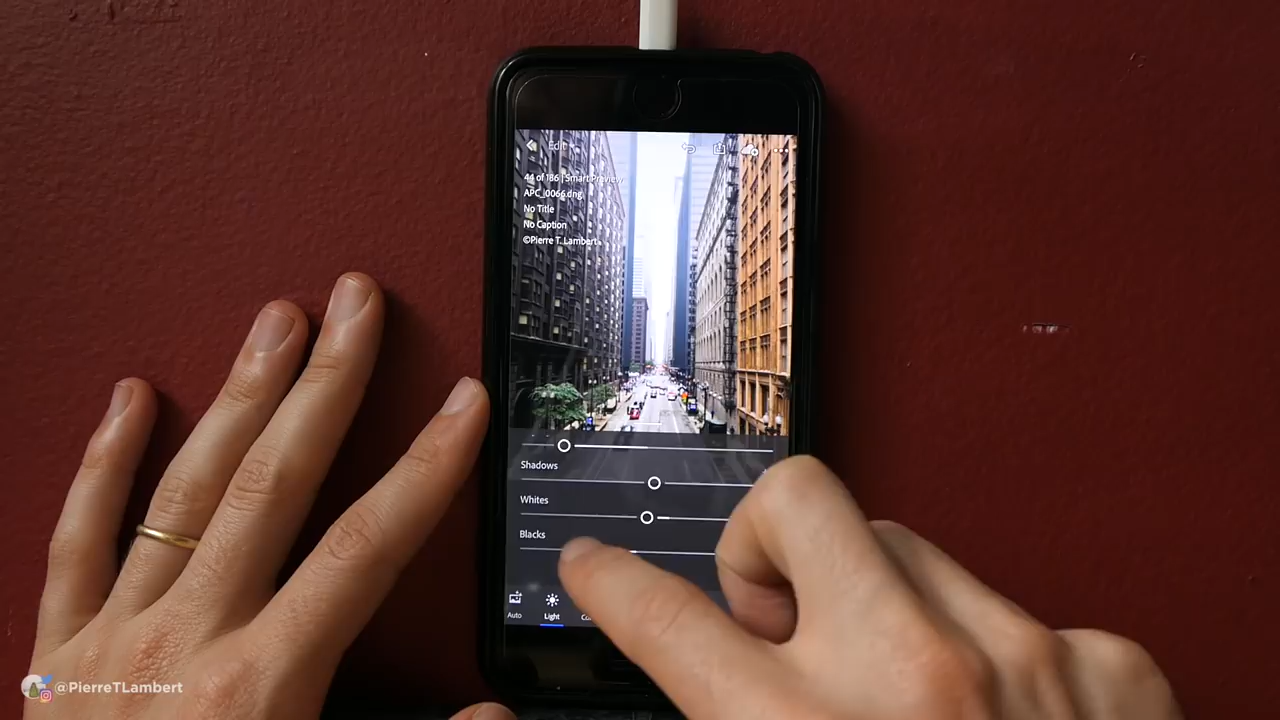 Edit
44 of 186 | Smart Preview
APC_0066.dng
No Title
No Caption
©Pierre T. Lambert
Shadows
Whites
Blacks
Auto
Light
@PierreTLambert